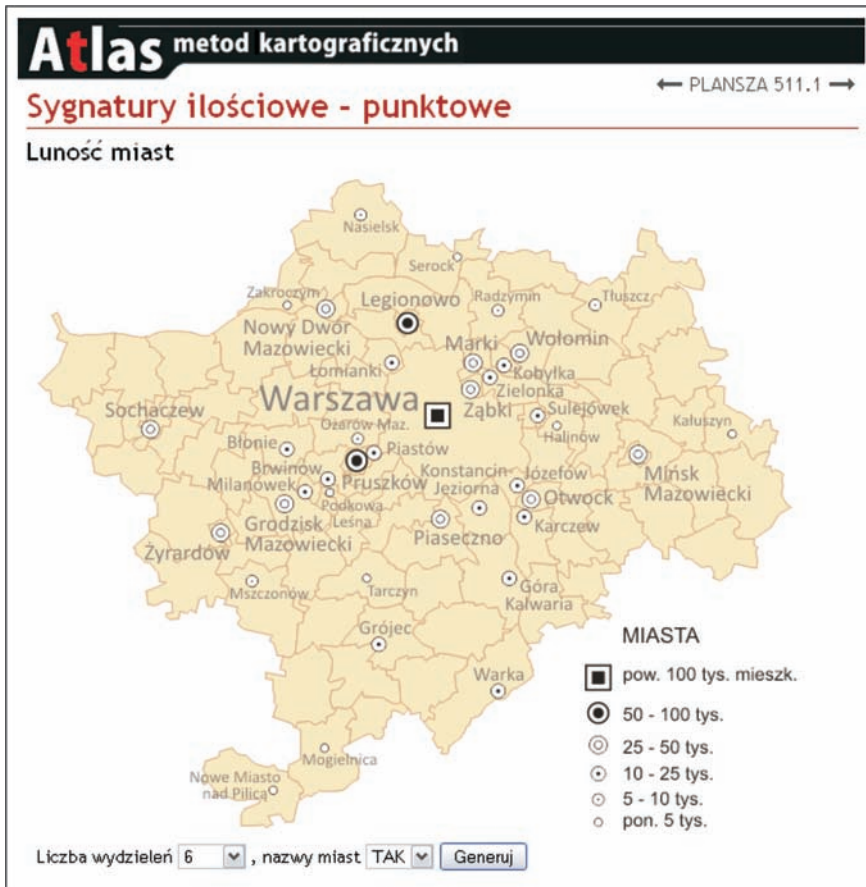 Atlas metod kartograficznych
← PLANSZA 511.1 →
Sygnatury ilościowe - punktowe
Luność miast
Nasielsk
Serock
Zakroczym
Legionowo
Radzymin
Tłuszcz
Nowy Dwór
Mazowiecki
Marki
Wołomin
Łomianki
Kobyłka
Zielonka
Warszawa
Ząbki
Sulejówek
Halinów
Kałuszyn
Sochaczew
Ożarów Maz.
Błonie
Piastów
Brwinów
Pruszków
Milanówek
Podkowa
Leśna
Konstancin
Jeziorna
Józefów
Otwock
Mińsk
Mazowiecki
Grodzisk
Mazowiecki
Piaseczno
Karczew
Żyrardów
Mszczonów
Tarczyn
Góra
Kalwaria
Grójec
Warka
Mogielnica
Nowe Miasto
nad Pilicą
MIASTA
pow. 100 tys. mieszk.
50 - 100 tys.
25 - 50 tys.
10 - 25 tys.
5 - 10 tys.
pon. 5 tys.
Liczba wydzieleń 6 , nazwy miast TAK Generuj